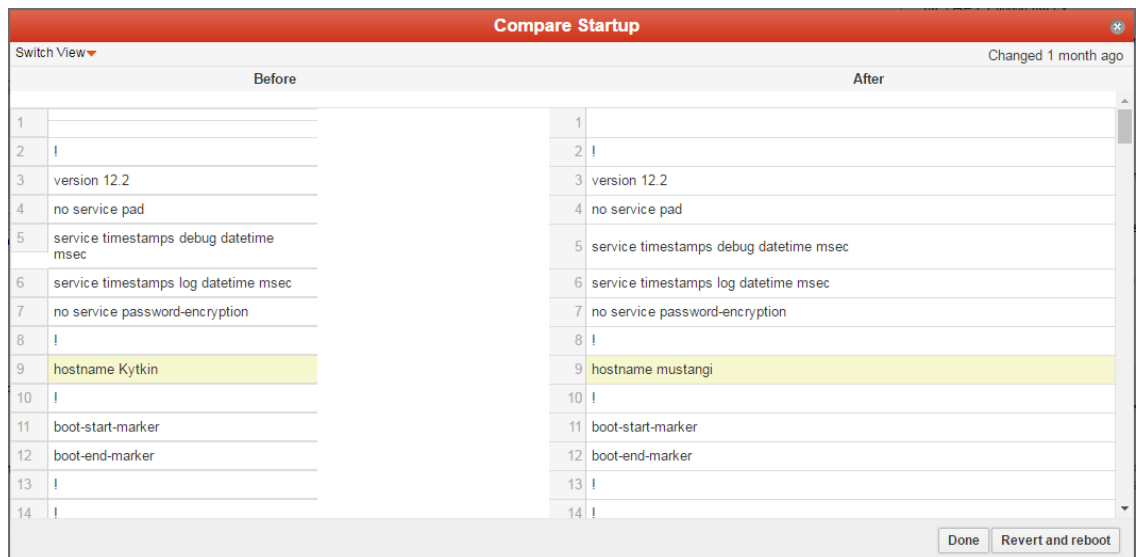 Compare Startup
Switch View
Changed 1 month ago
Before
After
1
1
2 !
2 !
3 version 12.2
3 version 12.2
4 no service pad
4 no service pad
5 service timestamps debug datetime
msec
5 service timestamps debug datetime msec
6 service timestamps log datetime msec
6 service timestamps log datetime msec
7 no service password-encryption
7 no service password-encryption
8 !
8 !
9 hostname Kytkin
9 hostname mustangi
10 !
10 !
11 boot-start-marker
11 boot-start-marker
12 boot-end-marker
12 boot-end-marker
13 !
13 !
14 !
14 !
Done
Revert and reboot